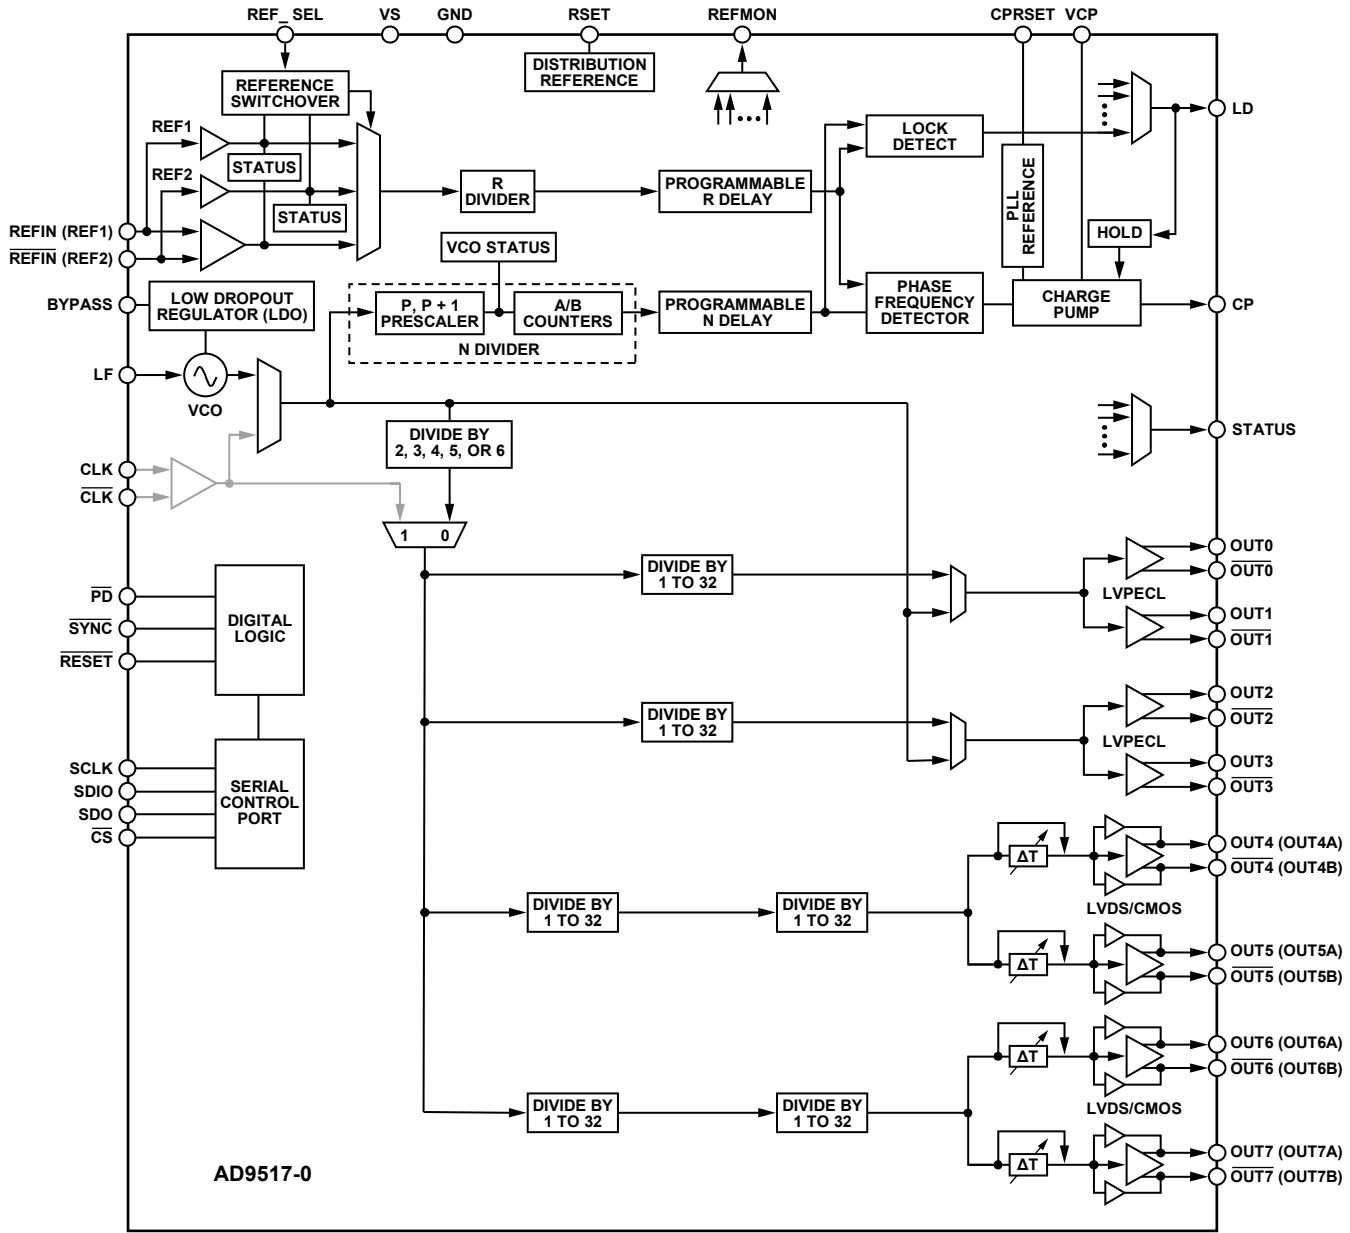 REF_SEL
VS
GND
RSET
REFMON
CPRSET
VCP
DISTRIBUTION
REFERENCE
REFERENCE
SWITCHOVER
REF1
STATUS
REF2
STATUS
REFIN (REF1)
REFIN (REF2)
R
DIVIDER
PROGRAMMABLE
R DELAY
LOCK
DETECT
PLL
REFERENCE
HOLD
LD
VCO STATUS
BYPASS
LOW DROPOUT
REGULATOR (LDO)
P, P + 1
PRESCALER
A/B
COUNTERS
N DIVIDER
PROGRAMMABLE
N DELAY
PHASE
FREQUENCY
DETECTOR
CHARGE
PUMP
CP
LF
VCO
STATUS
DIVIDE BY
2, 3, 4, 5, OR 6
CLK
CLK
1 0
PD
SYNC
RESET
DIGITAL
LOGIC
DIVIDE BY
1 TO 32
LVPECL
OUT0
OUT0
OUT1
OUT1
DIVIDE BY
1 TO 32
LVPECL
OUT2
OUT2
OUT3
OUT3
SCLK
SDIO
SDO
CS
SERIAL
CONTROL
PORT
DIVIDE BY
1 TO 32
DIVIDE BY
1 TO 32
ΔT
ΔT
LVDS/CMOS
OUT4 (OUT4A)
OUT4 (OUT4B)
OUT5 (OUT5A)
OUT5 (OUT5B)
DIVIDE BY
1 TO 32
DIVIDE BY
1 TO 32
ΔT
ΔT
LVDS/CMOS
OUT6 (OUT6A)
OUT6 (OUT6B)
OUT7 (OUT7A)
OUT7 (OUT7B)
AD9517-0